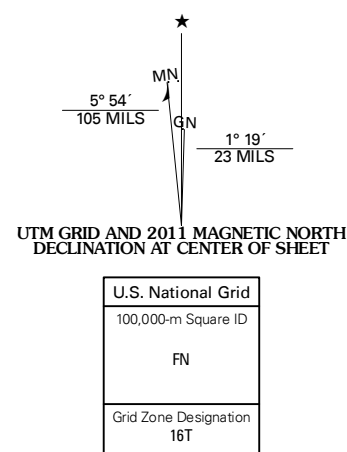 ★
MN
5° 54´
105 MILS
GN
1° 19´
23 MILS
UTM GRID AND 2011 MAGNETIC NORTH
DECLINATION AT CENTER OF SHEET
U.S. National Grid
100,000-m Square ID
FN
Grid Zone Designation
16T